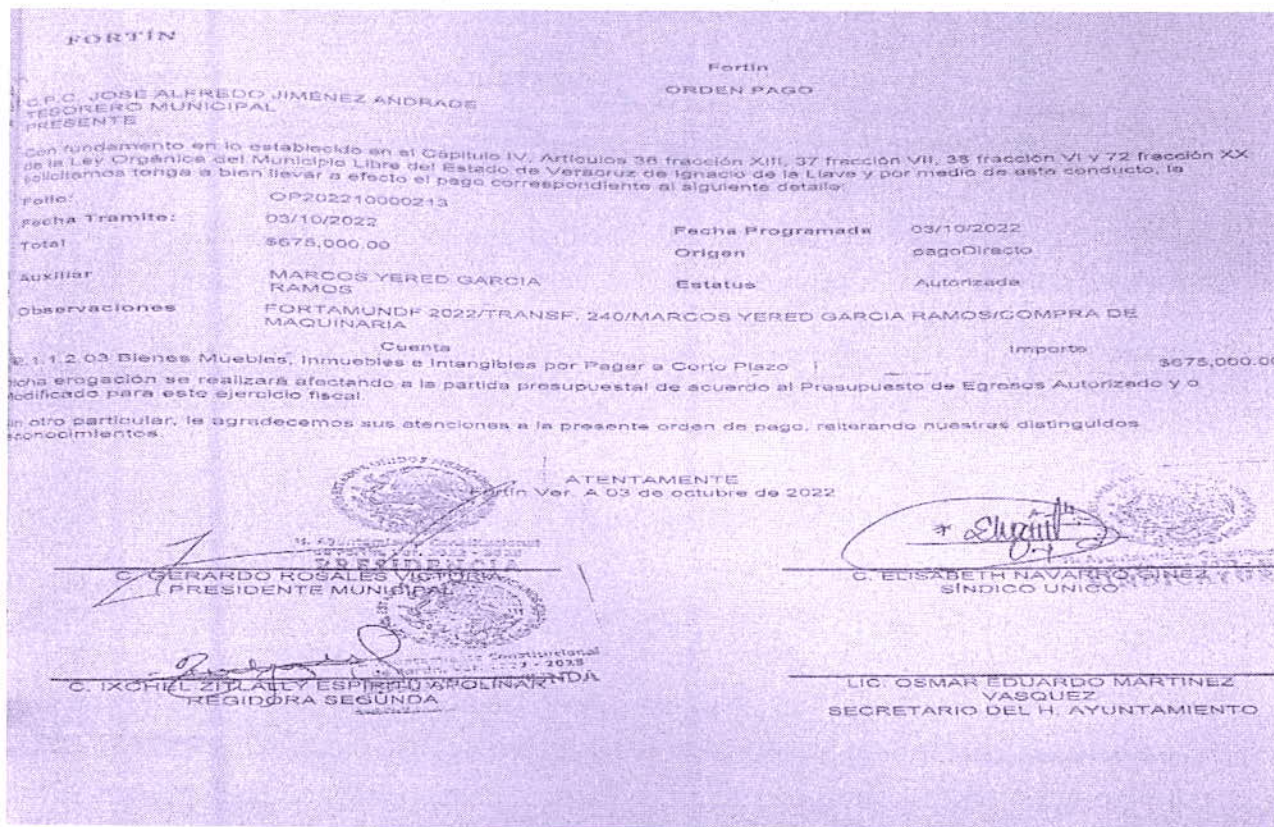 FORTÍN
Fortín
ORDEN PAGO
C.P.C. JOSE ALFREDO JIMENEZ ANDRADE
TESORERO MUNICIPAL
PRESENTE
Con fundamento en lo establecido en el Capítulo IV, Artículos 36 fracción XIII, 37 fracción VII, 38 fracción VI y 72 fracción XX
de la Ley Orgánica del Municipio Libre del Estado de Veracruz de Ignacio de la Llave y por medio de este conducto, le
solicitamos tenga a bien llevar a efecto el pago correspondiente al siguiente detalle:
Folio: OP202210000213
Fecha Tramite: 03/10/2022 Fecha Programada 03/10/2022
Total $675,000.00 Origen pagoDirecto
Auxiliar MARCOS YERED GARCIA RAMOS Estatus Autorizada
Observaciones FORTAMUNDF 2022/TRANSF. 240/MARCOS YERED GARCIA RAMOS/COMPRA DE
MAQUINARIA
Cuenta Importe
2.1.1.2.03 Bienes Muebles, Inmuebles e Intangibles por Pagar a Corto Plazo $675,000.00
icha erogación se realizará afectando a la partida presupuestal de acuerdo al Presupuesto de Egresos Autorizado y o
Modificado para este ejercicio fiscal.
in otro particular, le agradecemos sus atenciones a la presente orden de pago, reiterando nuestros distinguidos
econocimientos.
ATENTAMENTE
Fortín Ver. A 03 de octubre de 2022
H. Ayuntamiento Constitucional
PRESIDENCIA
C. GERARDO ROSALES VICTORIA
PRESIDENTE MUNICIPAL
C. ELISABETH NAVARRO GINEZ
SÍNDICO UNICO
Constitucional
C. IXCHEL ZITLALLY ESPIRITU APOLINAR
REGIDORA SEGUNDA
LIC. OSMAR EDUARDO MARTINEZ
VASQUEZ
SECRETARIO DEL H. AYUNTAMIENTO